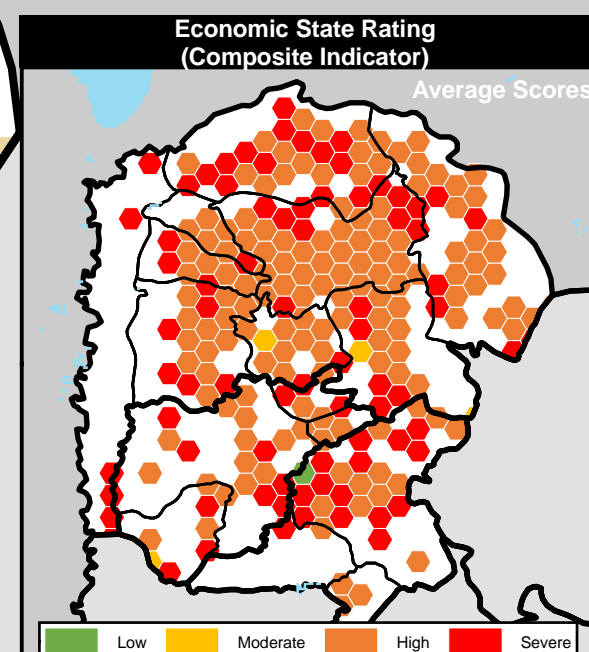 Economic State Rating
(Composite Indicator)
Average Scores
Low Moderate High Severe